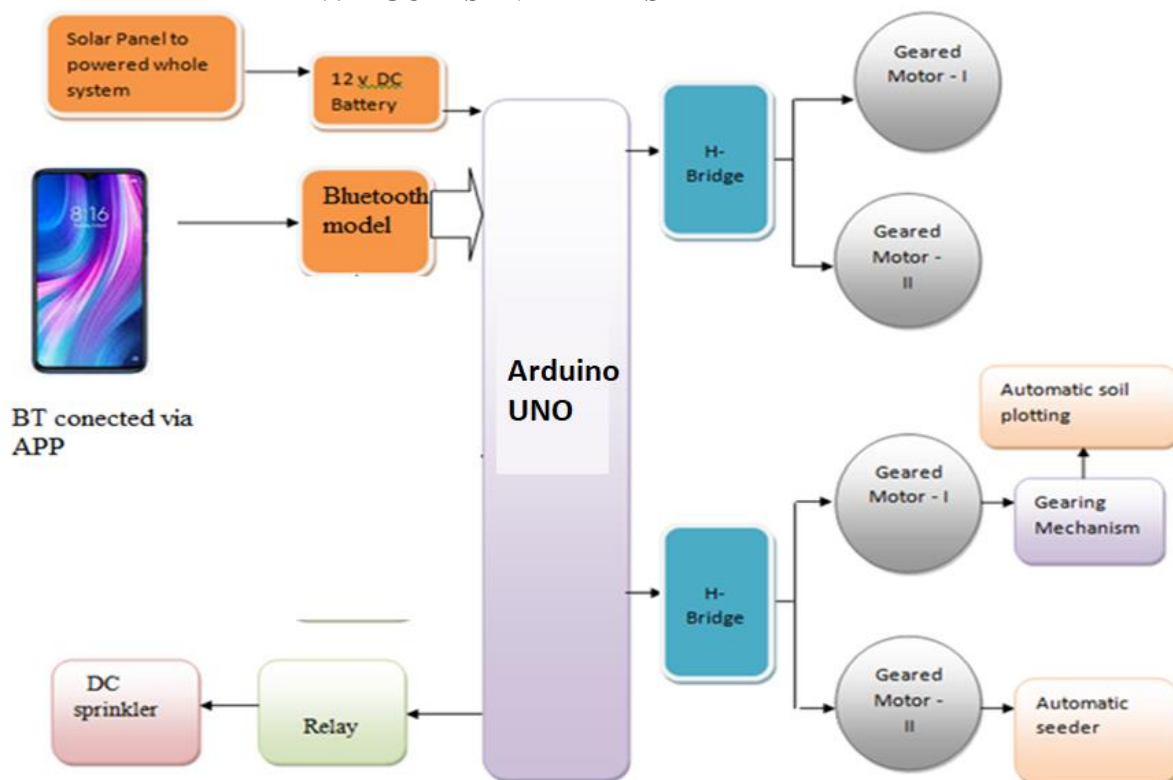 Solar Panel to
powered whole
system
12 v DC
Battery
Geared
Motor - I
H-
Bridge
8:16
Bluetooth
model
Geared
Motor -
II
Arduino
UNO
BT conected via
APP
Automatic soil
plotting
Geared
Motor - I
Gearing
Mechanism
H-
Bridge
DC
sprinkler
Relay
Geared
Motor -
II
Automatic
seeder